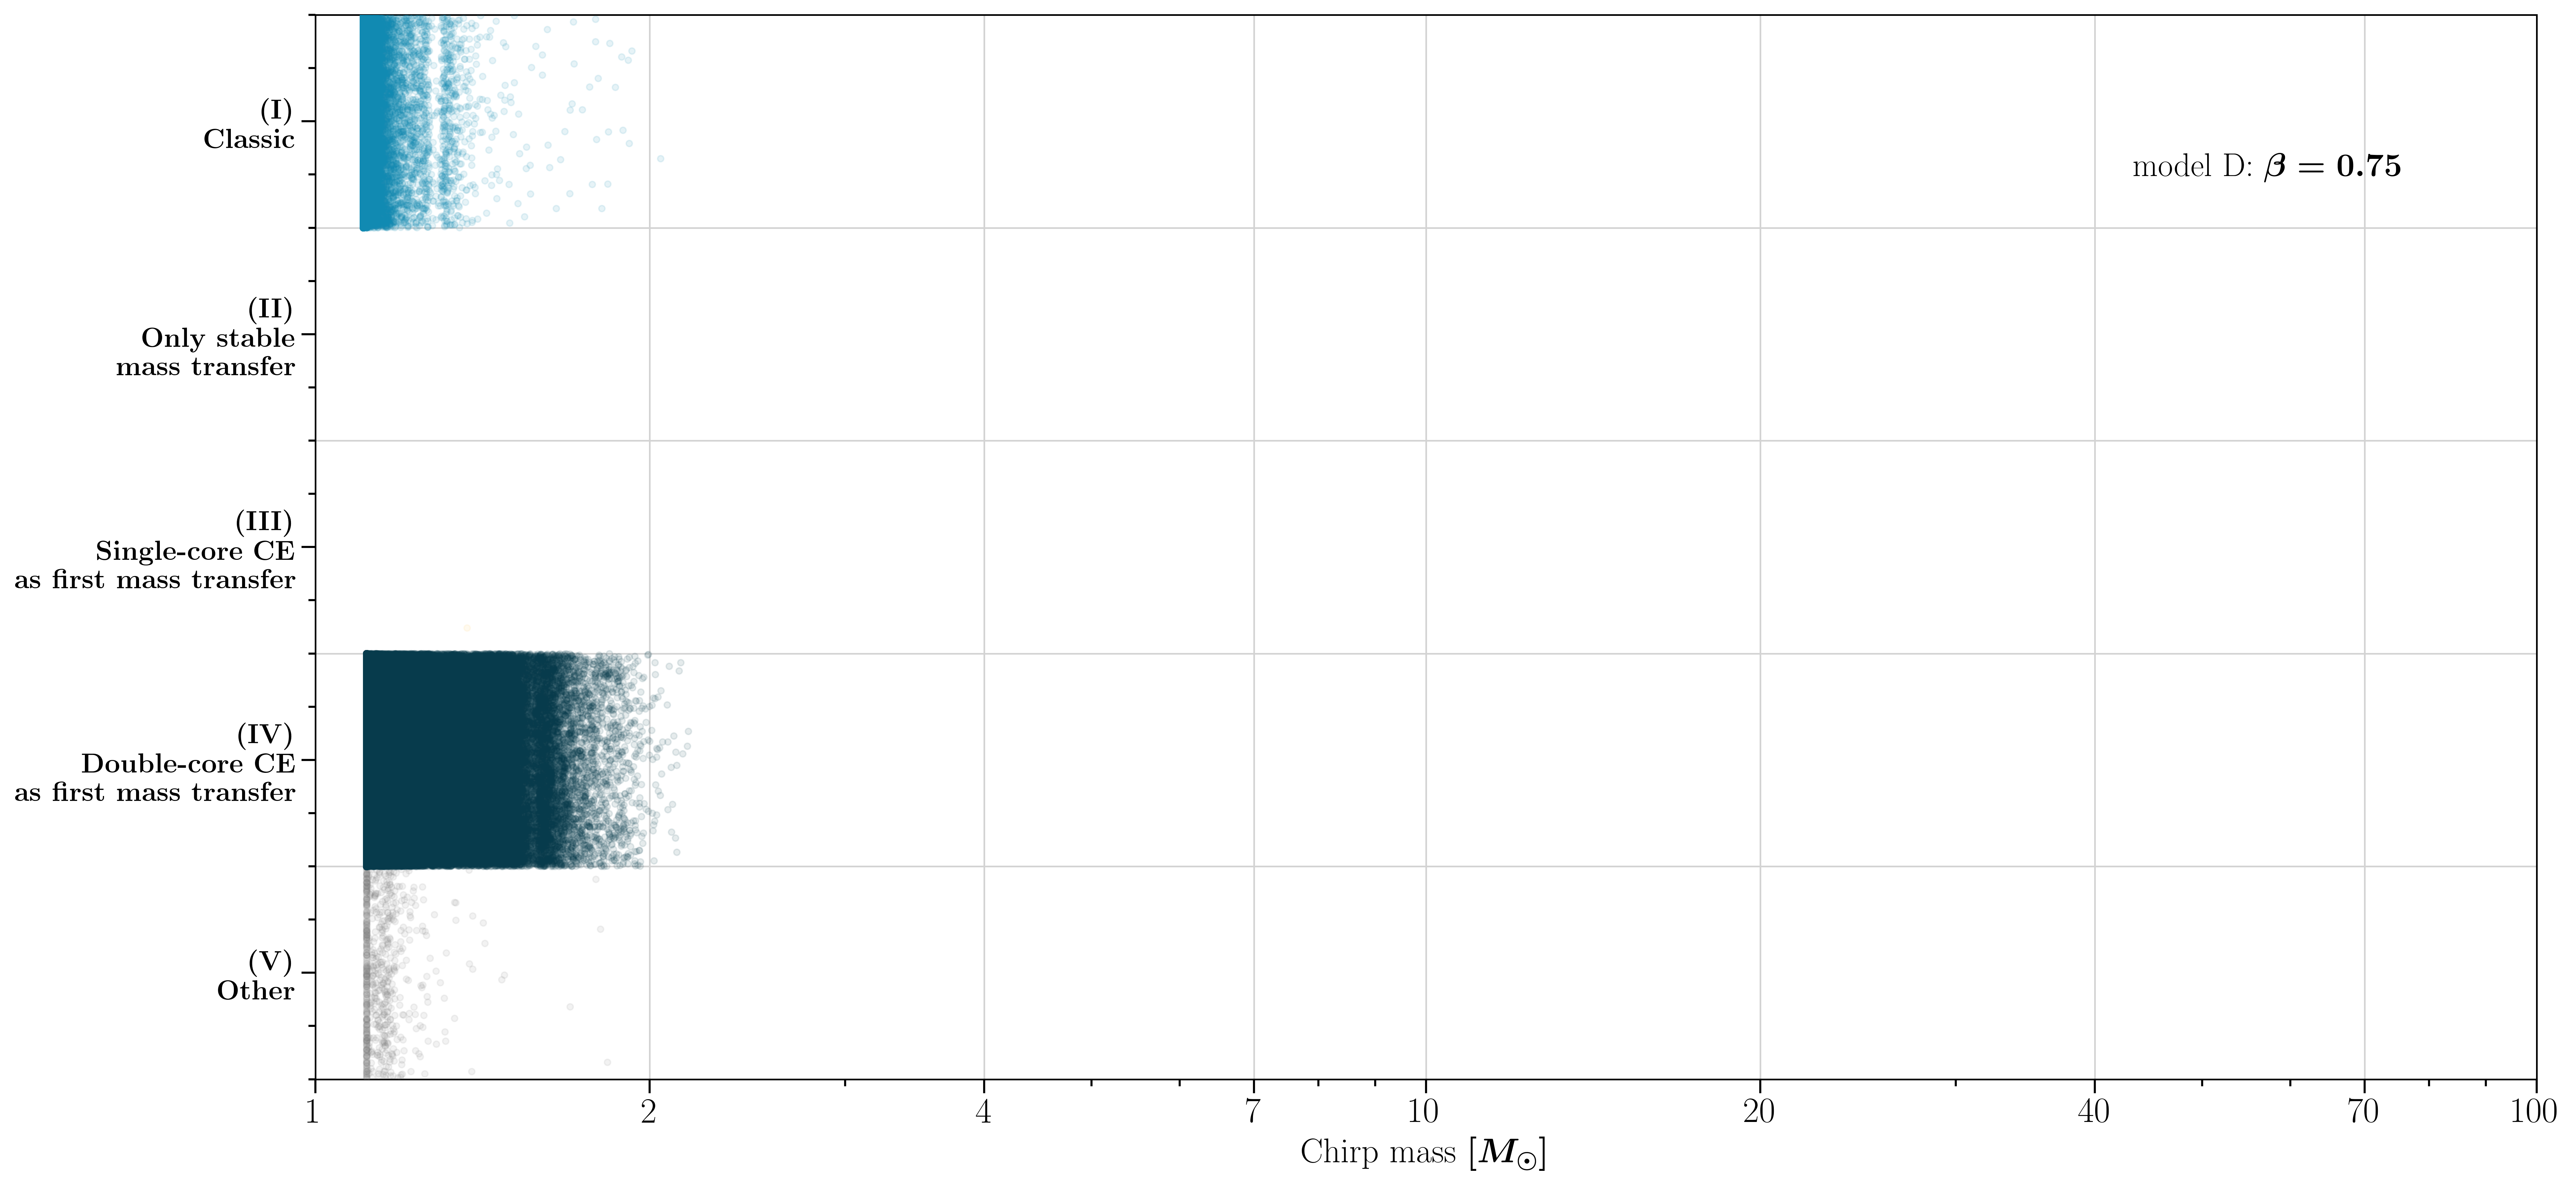 (I)
Classic
model D: β = 0.75
(II)
Only stable
mass transfer
(III)
Single-core CE
as first mass transfer
(IV)
Double-core CE
as first mass transfer
(V)
Other
1 2 4 7 10 20 40 70 100
Chirp mass [M⊙]